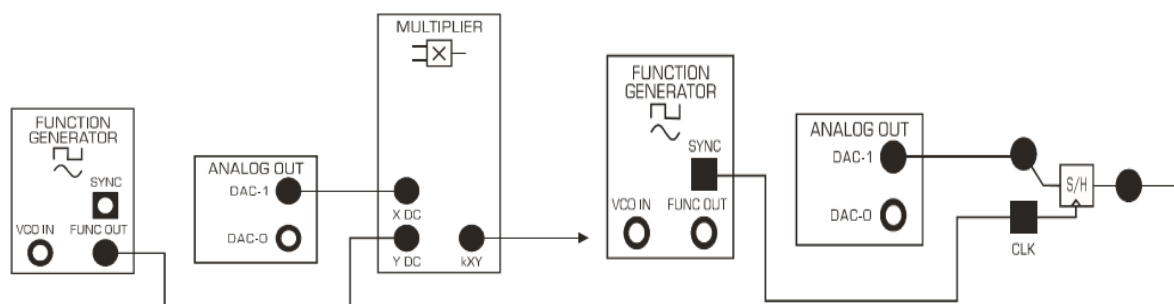 FUNCTION
GENERATOR
SYNC
VCO IN
FUNC OUT
ANALOG OUT
DAC-1
DAC-0
MULTIPLIER
X
X DC
Y DC
kXY
FUNCTION
GENERATOR
SYNC
VCO IN
FUNC OUT
ANALOG OUT
DAC-1
DAC-0
S/H
CLK